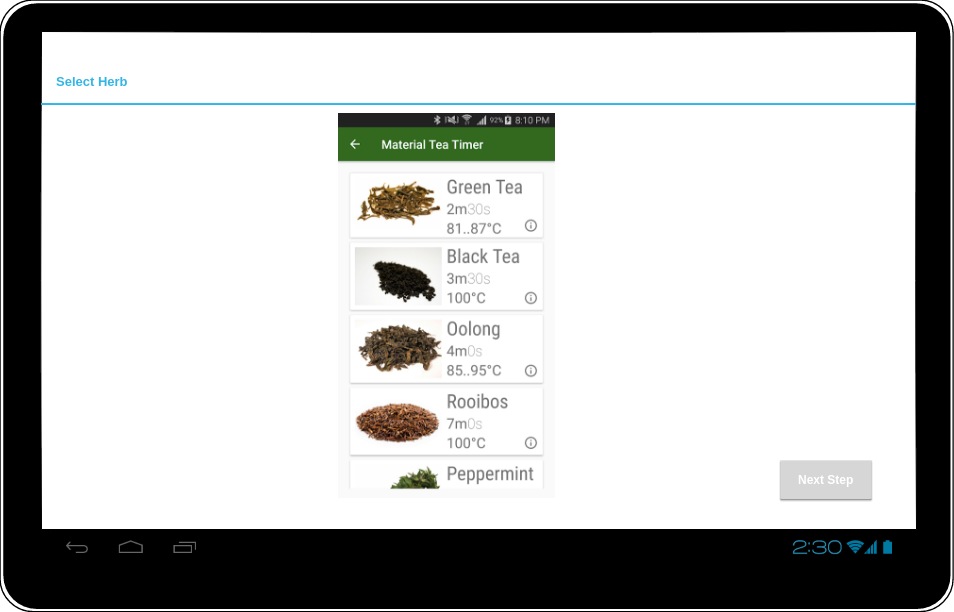 Select Herb
92% 8:10 PM
Material Tea Timer
Green Tea
2m30s
81..87°C
Black Tea
3m30s
100°C
Oolong
4m0s
85..95°C
Rooibos
7m0s
100°C
Peppermint
Next Step
2:30